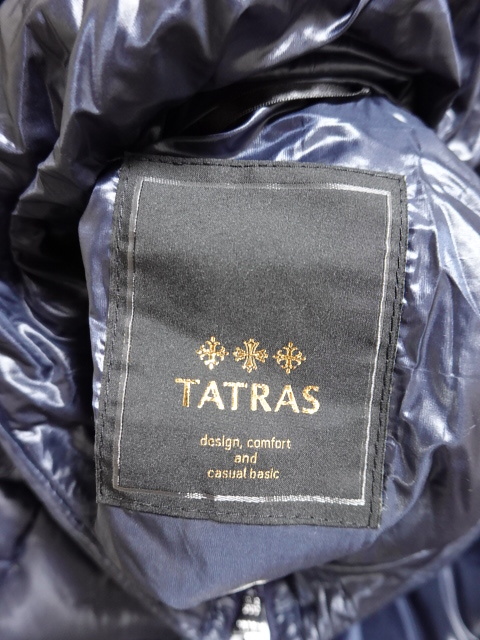 TATRAS
design, comfort
and
casual basic